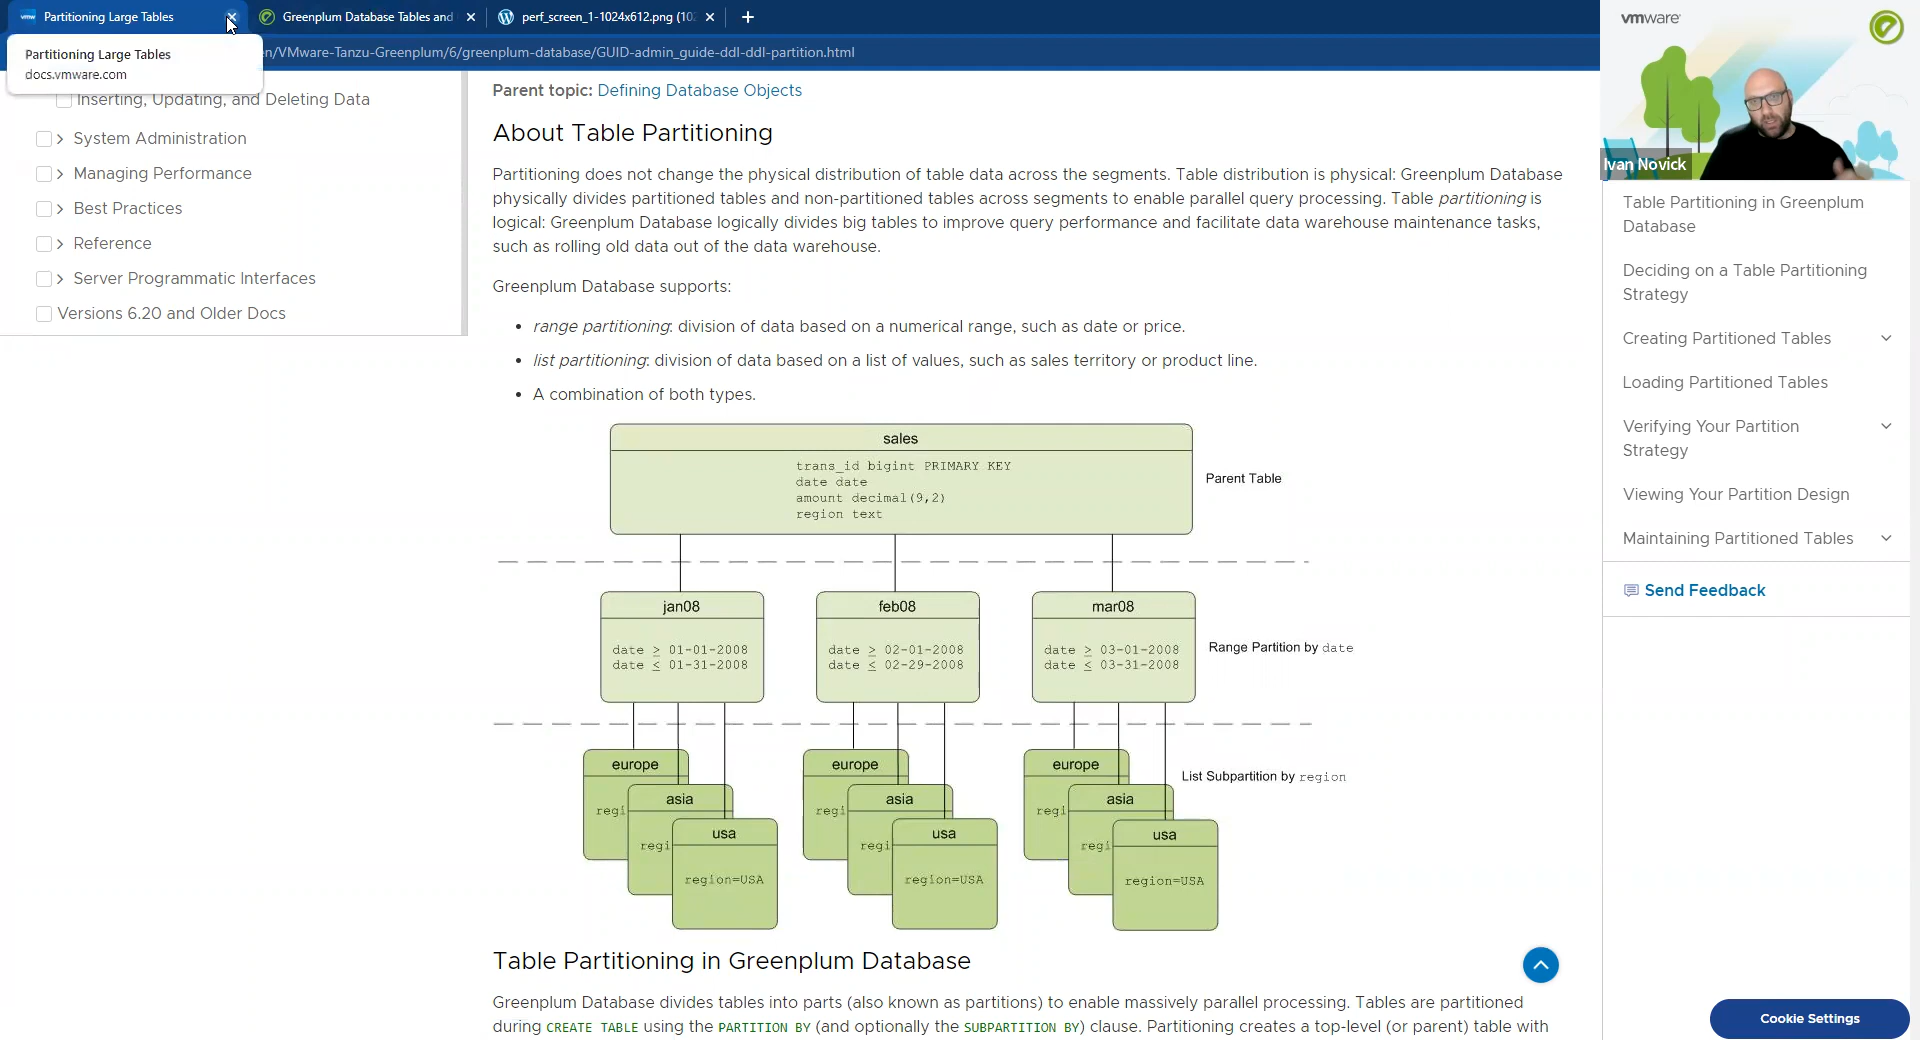 vmw Partitioning Large Tables
Greenplum Database Tables and
perf_screen_1-1024x612.png (102
Partitioning Large Tables
docs.vmware.com
en/VMware-Tanzu-Greenplum/6/greenplum-database/GUID-admin_guide-ddl-ddl-partition.html
Inserting, Updating, and Deleting Data
System Administration
Managing Performance
Best Practices
Reference
Server Programmatic Interfaces
Versions 6.20 and Older Docs
Parent topic: Defining Database Objects
About Table Partitioning
Partitioning does not change the physical distribution of table data across the segments. Table distribution is physical: Greenplum Database
physically divides partitioned tables and non-partitioned tables across segments to enable parallel query processing. Table partitioning is
logical: Greenplum Database logically divides big tables to improve query performance and facilitate data warehouse maintenance tasks,
such as rolling old data out of the data warehouse.
Greenplum Database supports:
• range partitioning: division of data based on a numerical range, such as date or price.
• list partitioning: division of data based on a list of values, such as sales territory or product line.
• A combination of both types.
sales
trans_id bigint PRIMARY KEY
date date
amount decimal(9,2)
region text
Parent Table
jan08
date ≥ 01-01-2008
date ≤ 01-31-2008
feb08
date ≥ 02-01-2008
date ≤ 02-29-2008
mar08
date ≥ 03-01-2008
date ≤ 03-31-2008
Range Partition by date
europe
regi
asia
regi
usa
region=USA
europe
regi
asia
regi
usa
region=USA
europe
regi
asia
regi
usa
region=USA
List Subpartition by region
Table Partitioning in Greenplum Database
Greenplum Database divides tables into parts (also known as partitions) to enable massively parallel processing. Tables are partitioned
during CREATE TABLE using the PARTITION BY (and optionally the SUBPARTITION BY) clause. Partitioning creates a top-level (or parent) table with
vmware
Ivan Novick
Table Partitioning in Greenplum
Database
Deciding on a Table Partitioning
Strategy
Creating Partitioned Tables
Loading Partitioned Tables
Verifying Your Partition
Strategy
Viewing Your Partition Design
Maintaining Partitioned Tables
Send Feedback
Cookie Settings